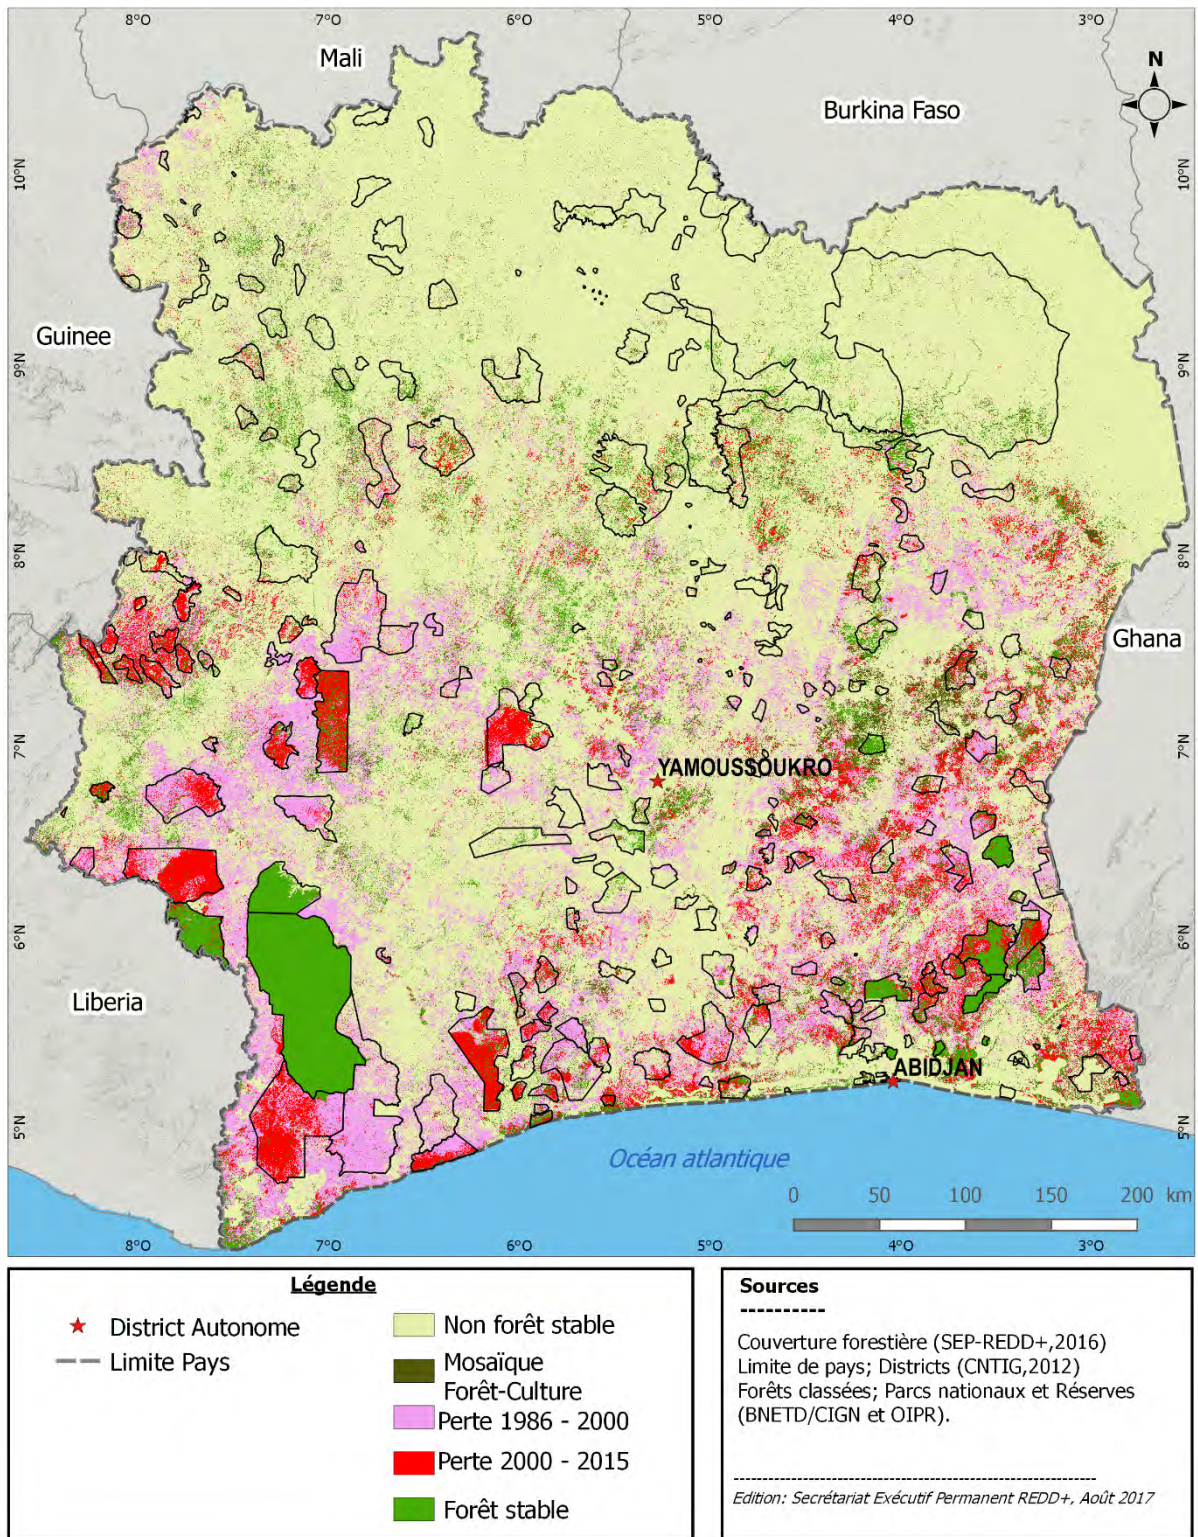 8°O 7°O 6°O 5°O 4°O 3°O
Mali
N
Burkina Faso
10°N 10°N
Guinee
9°N 9°N
8°N 8°N
Ghana
7°N 7°N
YAMOUSSOUKRO
6°N 6°N
Liberia
ABIDJAN
5°N 5°N
Océan atlantique
0 50 100 150 200 km
8°O 7°O 6°O 5°O 4°O 3°O
Légende
District Autonome
Limite Pays
Non forêt stable
Mosaïque
Forêt-Culture
Perte 1986 - 2000
Perte 2000 - 2015
Forêt stable
Sources
----------
Couverture forestière (SEP-REDD+,2016)
Limite de pays; Districts (CNTIG,2012)
Forêts classées; Parcs nationaux et Réserves
(BNETD/CIGN et OIPR).
Edition: Secrétariat Exécutif Permanent REDD+, Août 2017